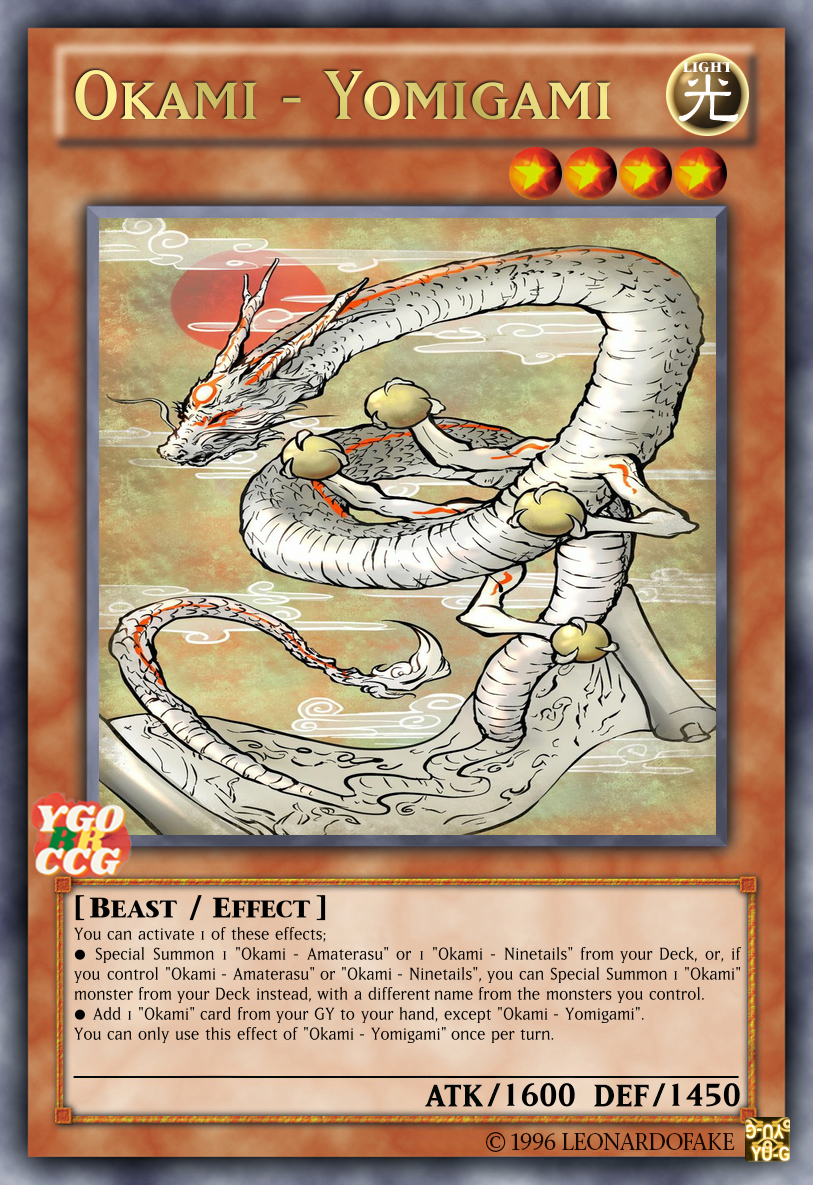 Okami - Yomigami
LIGHT
光
YGO
RR
CCG
[ Beast / Effect ]
You can activate 1 of these effects;
● Special Summon 1 "Okami - Amaterasu" or 1 "Okami - Ninetails" from your Deck, or, if
you control "Okami - Amaterasu" or "Okami - Ninetails", you can Special Summon 1 "Okami"
monster from your Deck instead, with a different name from the monsters you control.
● Add 1 "Okami" card from your GY to your hand, except "Okami - Yomigami".
You can only use this effect of "Okami - Yomigami" once per turn.
ATK/1600 DEF/1450
© 1996 LEONARDOFAKE